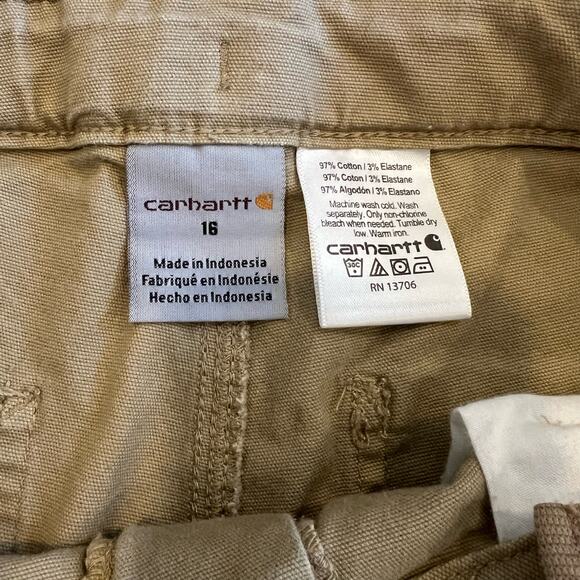 carhartt
16
Made in Indonesia
Fabriqué en Indonésie
Hecho en Indonesia
97% Cotton / 3% Elastane
97% Coton / 3% Elastane
97% Algodón / 3% Elastano
Machine wash cold. Wash
separately. Only non-chlorine
bleach when needed. Tumble dry
low. Warm iron.
carhartt
30C
RN 13706